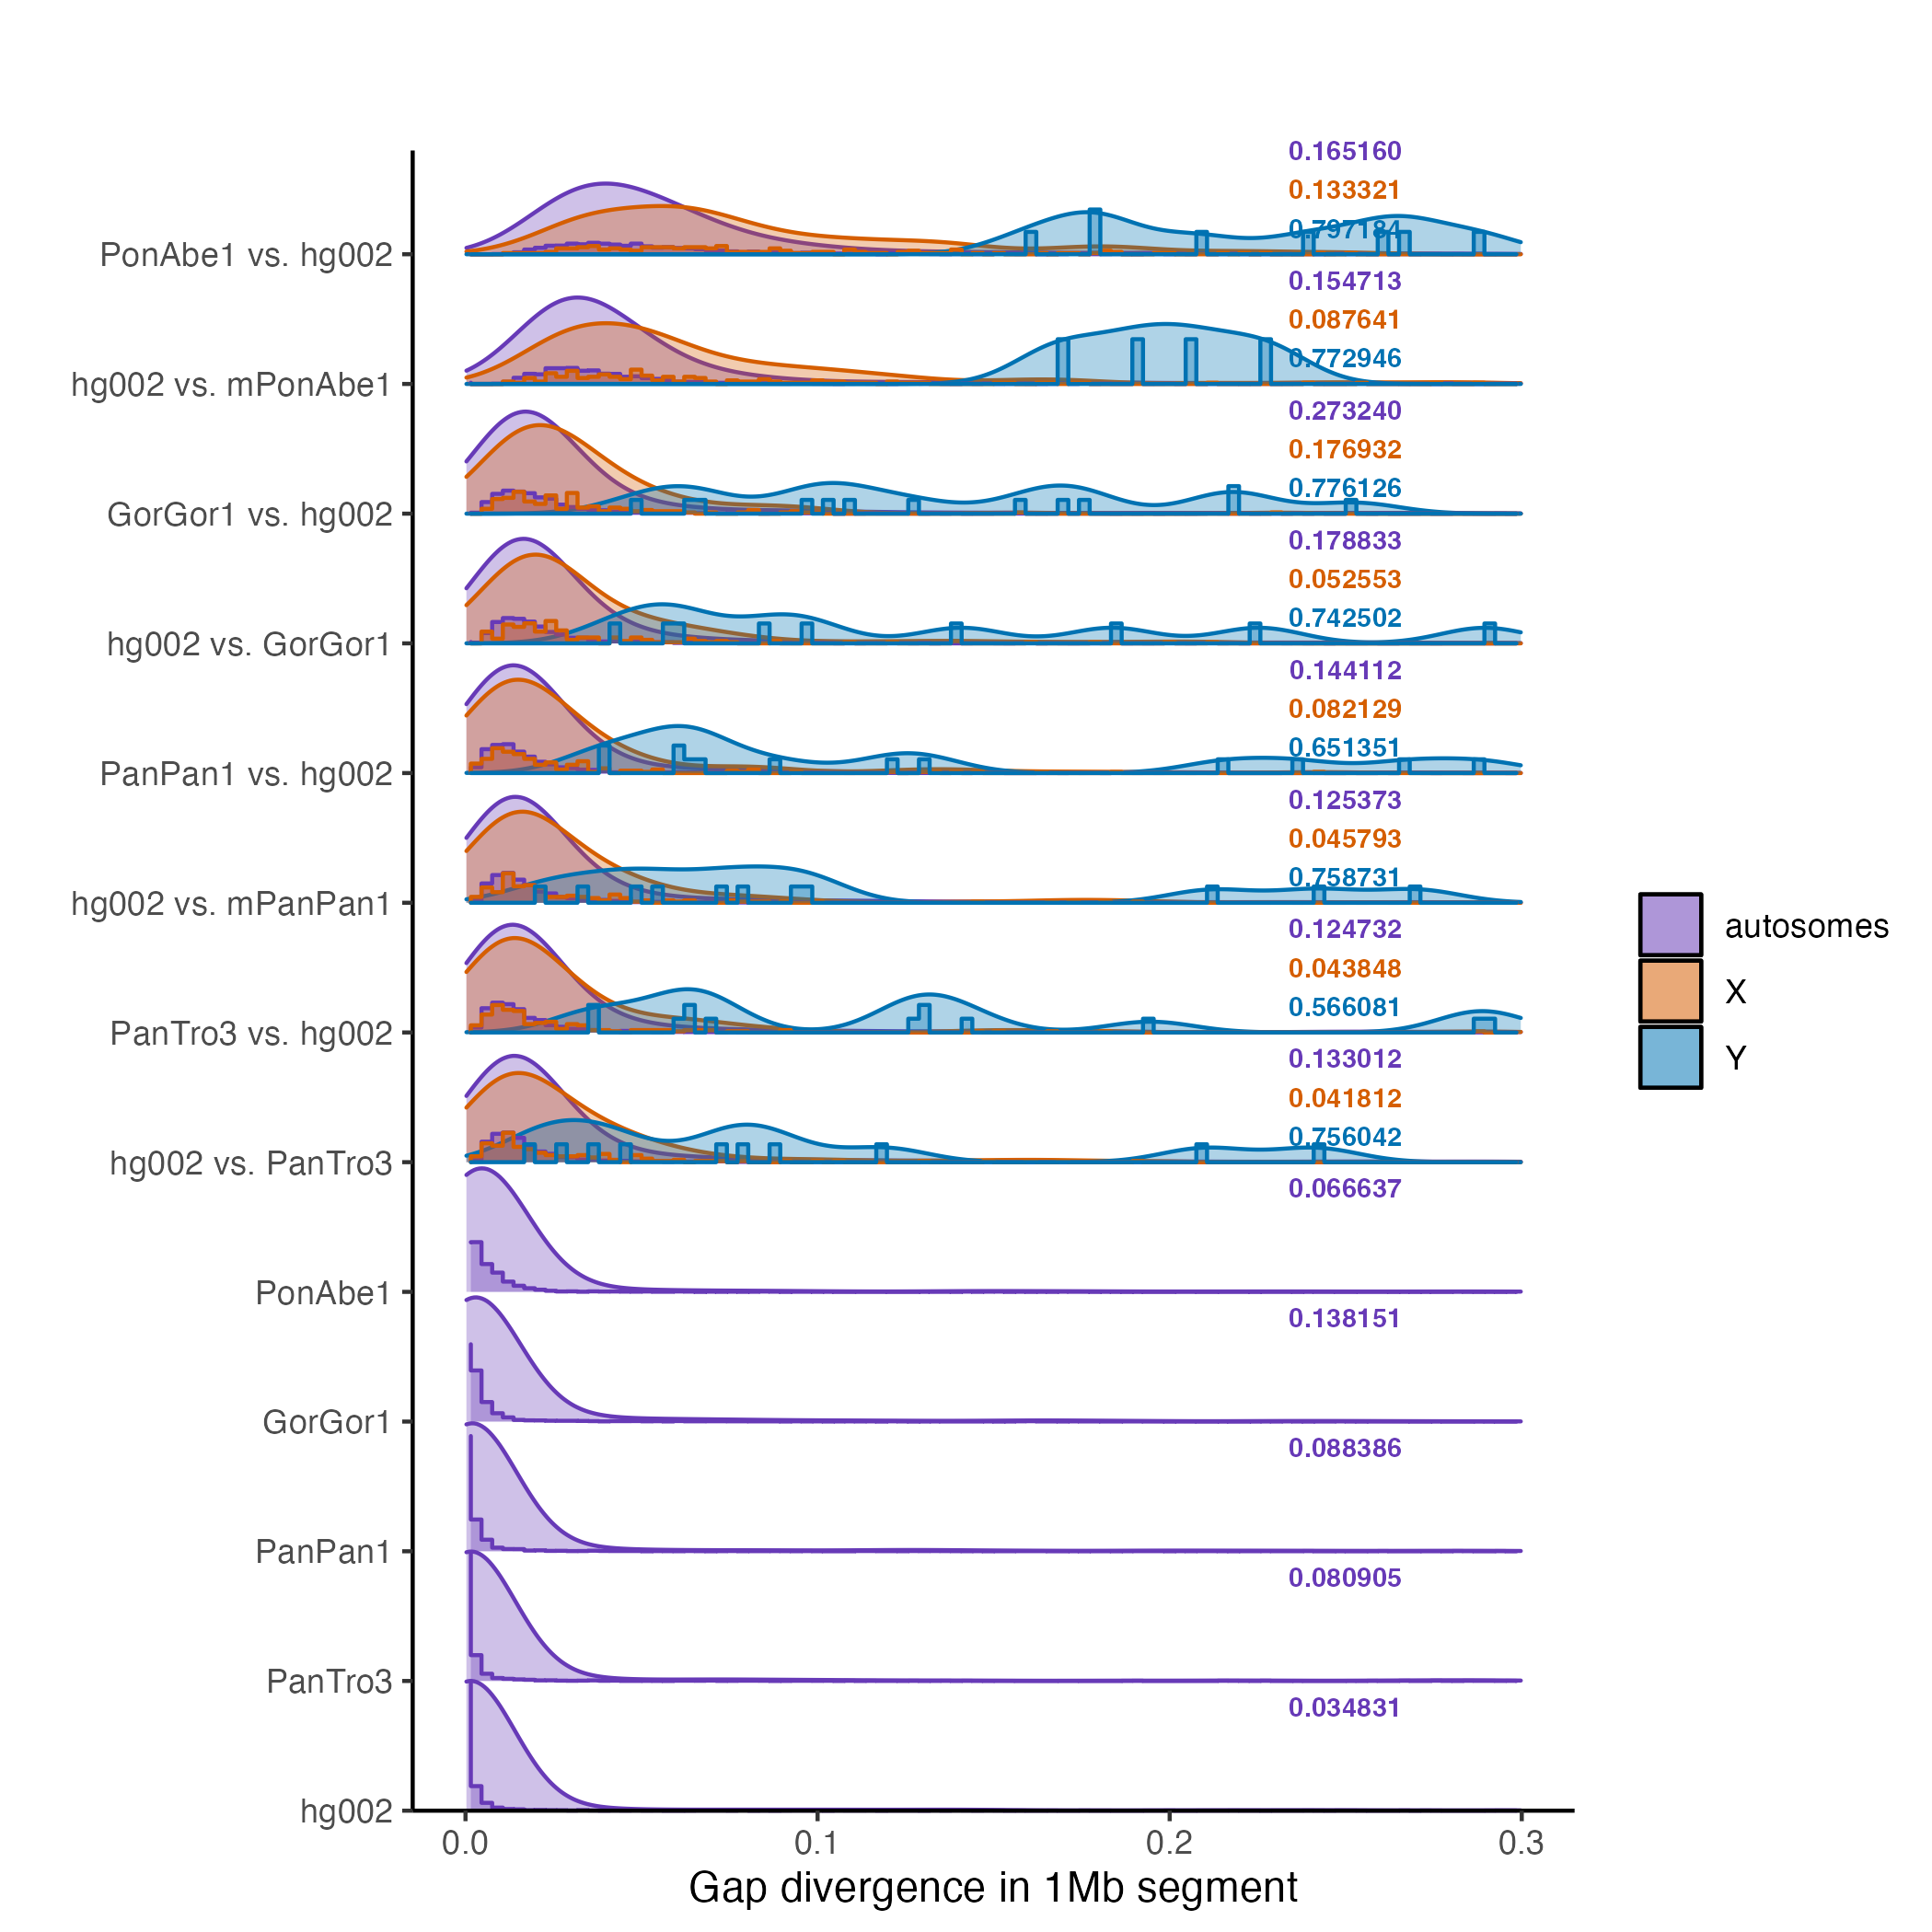 0.165160
0.133321
0.797184
PonAbe1 vs. hg002
0.154713
0.087641
0.772946
hg002 vs. mPonAbe1
0.273240
0.176932
0.776126
GorGor1 vs. hg002
0.178833
0.052553
0.742502
hg002 vs. GorGor1
0.144112
0.082129
0.651351
PanPan1 vs. hg002
0.125373
0.045793
0.758731
hg002 vs. mPanPan1
0.124732
0.043848
0.566081
PanTro3 vs. hg002
0.133012
0.041812
0.756042
hg002 vs. PanTro3
0.066637
PonAbe1
0.138151
GorGor1
0.088386
PanPan1
0.080905
PanTro3
0.034831
hg002
0.0 0.1 0.2 0.3
Gap divergence in 1Mb segment
autosomes
X
Y